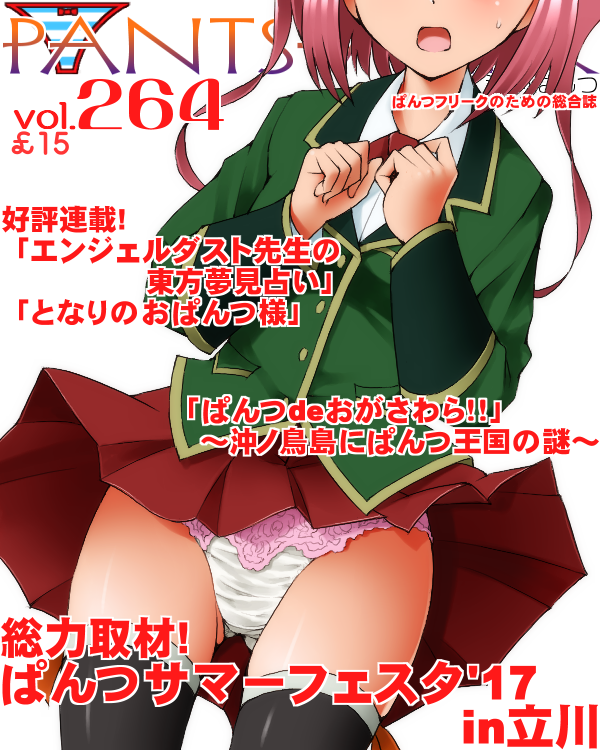 PANTS
vol.264
£15
ぱんつフリークのための総合誌
好評連載!
「エンジェルダスト先生の
東方夢見占い」
「となりのおぱんつ様」
「ぱんつdeおがさわら!!」
～沖ノ鳥島にぱんつ王国の謎～
総力取材!
ぱんつサマーフェスタ'17
in立川